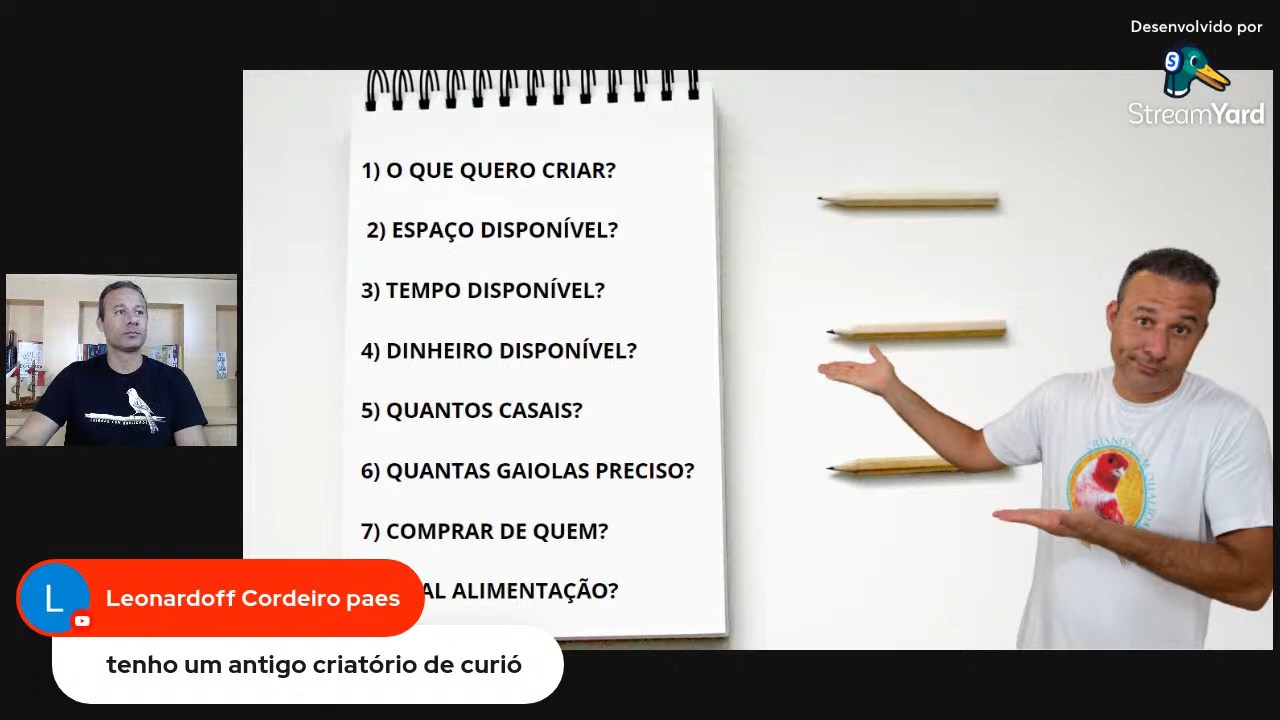 Desenvolvido por
StreamYard
1) O QUE QUERO CRIAR?
2) ESPAÇO DISPONÍVEL?
3) TEMPO DISPONÍVEL?
4) DINHEIRO DISPONÍVEL?
5) QUANTOS CASAIS?
6) QUANTAS GAIOLAS PRECISO?
7) COMPRAR DE QUEM?
AL ALIMENTAÇÃO?
L
Leonardoff Cordeiro paes
tenho um antigo criatório de curió